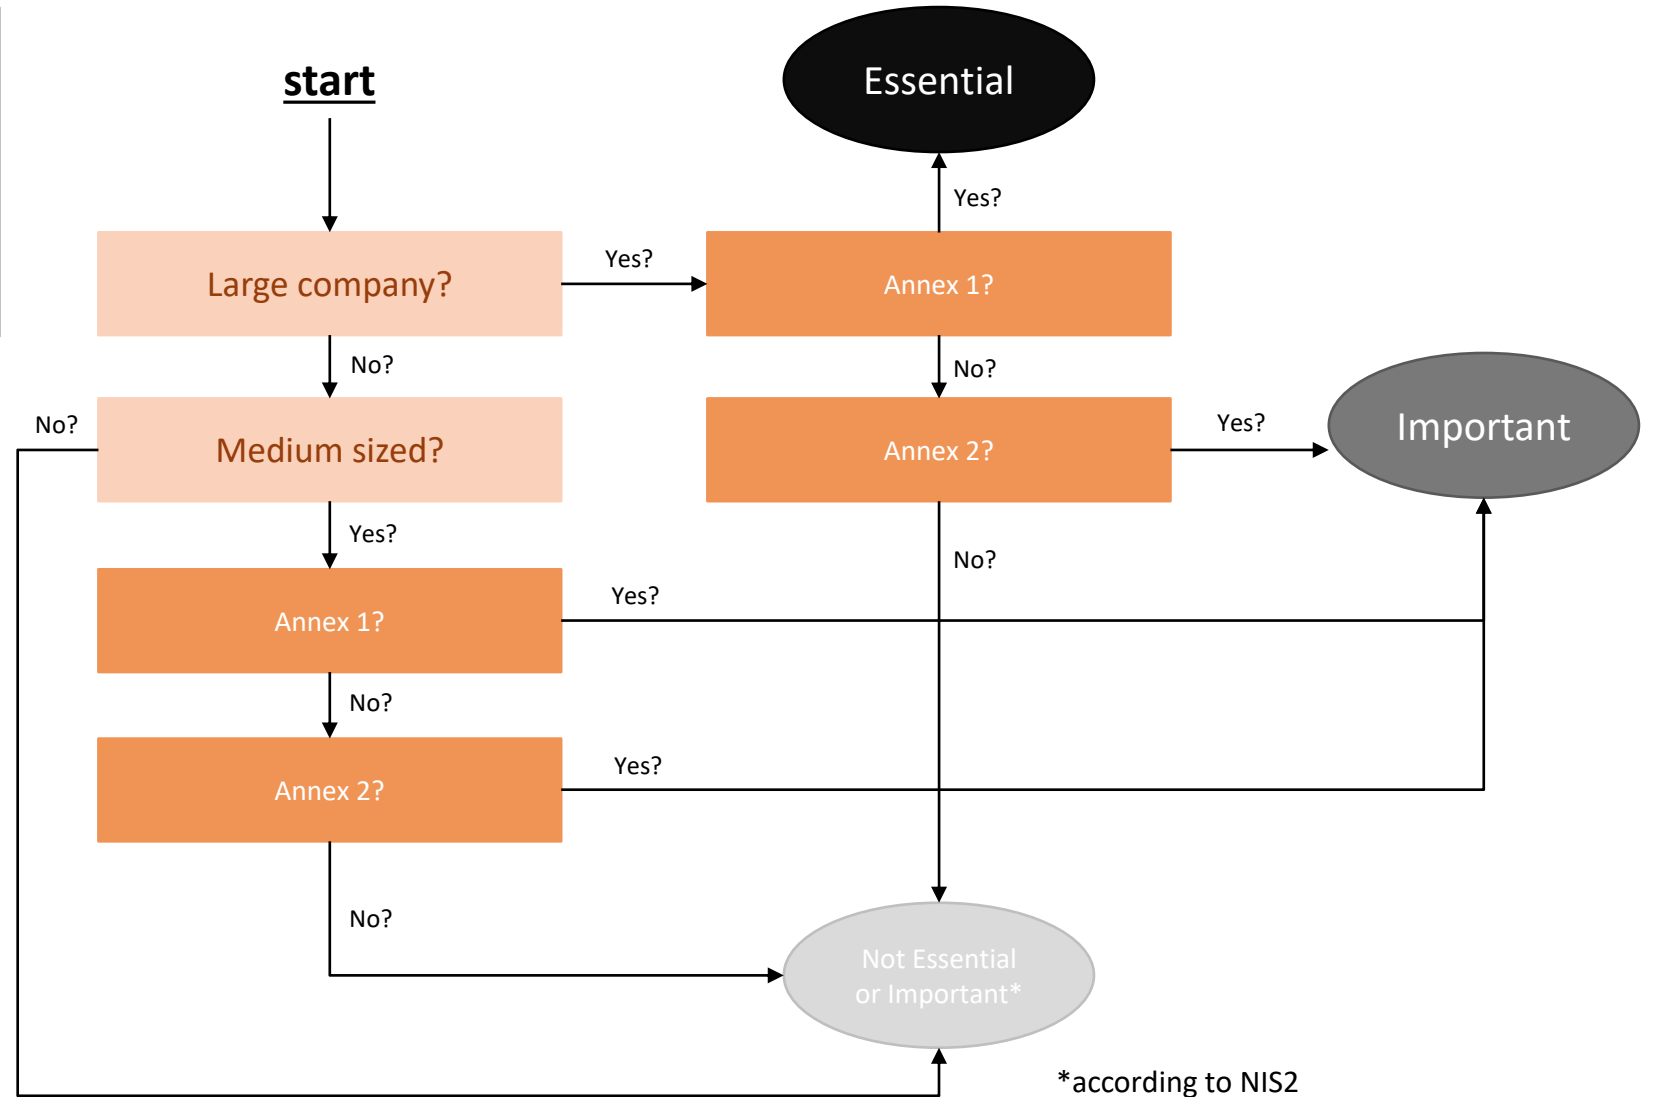 start
Essential
Yes?
Large company?
Yes?
Annex 1?
No?
No?
No?
Medium sized?
Annex 2?
Yes?
Important
Yes?
No?
Annex 1?
Yes?
No?
Annex 2?
Yes?
No?
Not Essential
or Important*
*according to NIS2